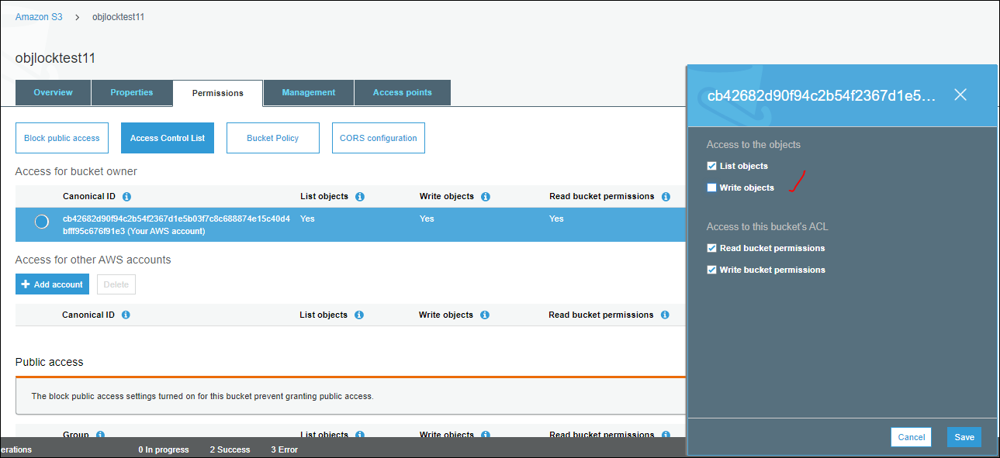 Amazon S3 > objlocktest11
objlocktest11
Overview Properties Permissions Management Access points
Block public access Access Control List Bucket Policy CORS configuration
Access for bucket owner
Canonical ID List objects Write objects Read bucket permissions
cb42682d90f94c2b54f2367d1e5b03f7c8c688874e15c40d4 Yes Yes Yes
bfff95c676f91e3 (Your AWS account)
Access for other AWS accounts
+ Add account Delete
Canonical ID List objects Write objects Read bucket permissions
Public access
The block public access settings turned on for this bucket prevent granting public access.
Group List objects Write objects Read bucket permissions
erations 0 In progress 2 Success 3 Error
cb42682d90f94c2b54f2367d1e5...
Access to the objects
List objects
Write objects
Access to this bucket's ACL
Read bucket permissions
Write bucket permissions
Cancel Save